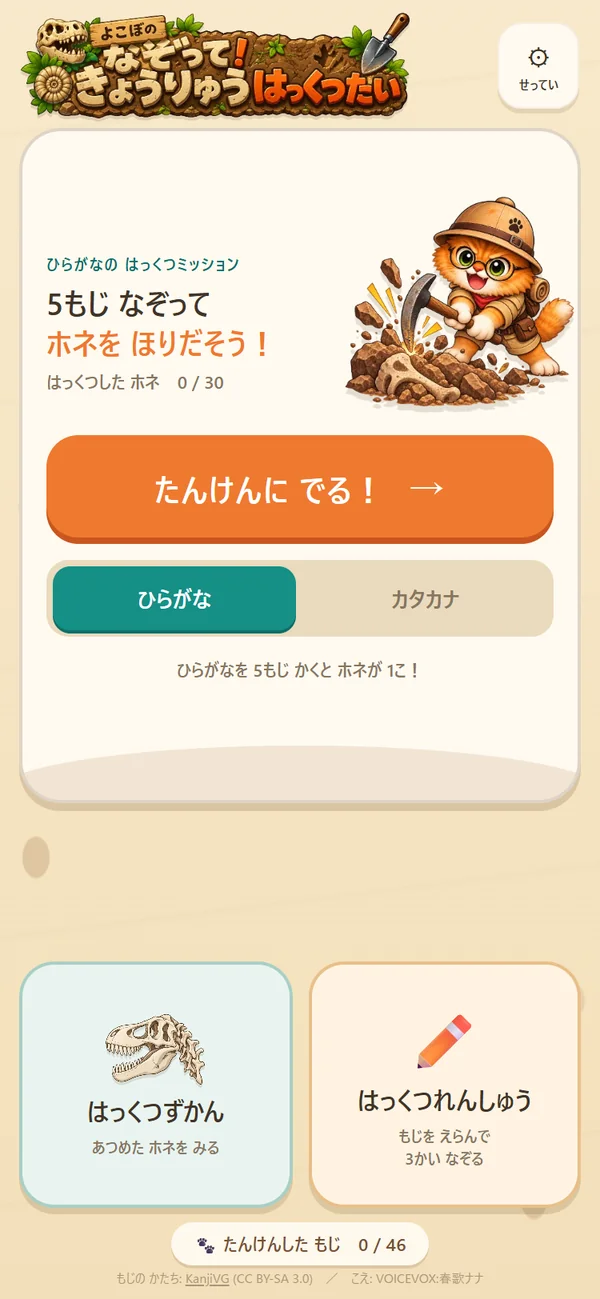 よこぽの
なぞって!
きょうりゅう はっくつたい
せってい
ひらがなの はっくつミッション
5もじ なぞって
ホネを ほりだそう!
はっくつした ホネ 0 / 30
たんけんに でる! →
ひらがな
カタカナ
ひらがなを 5もじ かくと ホネが 1こ!
はっくつずかん
あつめた ホネを みる
はっくつれんしゅう
もじを えらんで
3かい なぞる
たんけんした もじ 0 / 46
もじの かたち: KanjiVG (CC BY-SA 3.0) / こえ: VOICEVOX:春歌ナナ